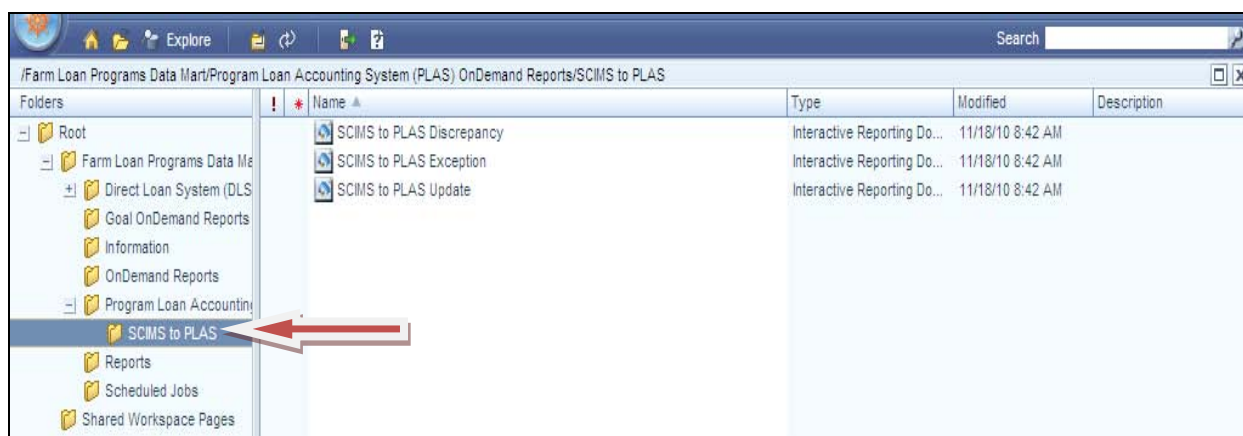 Explore Search
/Farm Loan Programs Data Mart/Program Loan Accounting System (PLAS) OnDemand Reports/SCIMS to PLAS
Folders ! * Name Type Modified Description
Root
Farm Loan Programs Data Ma
Direct Loan System (DLS
Goal OnDemand Reports
Information
OnDemand Reports
Program Loan Accounting
SCIMS to PLAS
Reports
Scheduled Jobs
Shared Workspace Pages
SCIMS to PLAS Discrepancy Interactive Reporting Do... 11/18/10 8:42 AM
SCIMS to PLAS Exception Interactive Reporting Do... 11/18/10 8:42 AM
SCIMS to PLAS Update Interactive Reporting Do... 11/18/10 8:42 AM